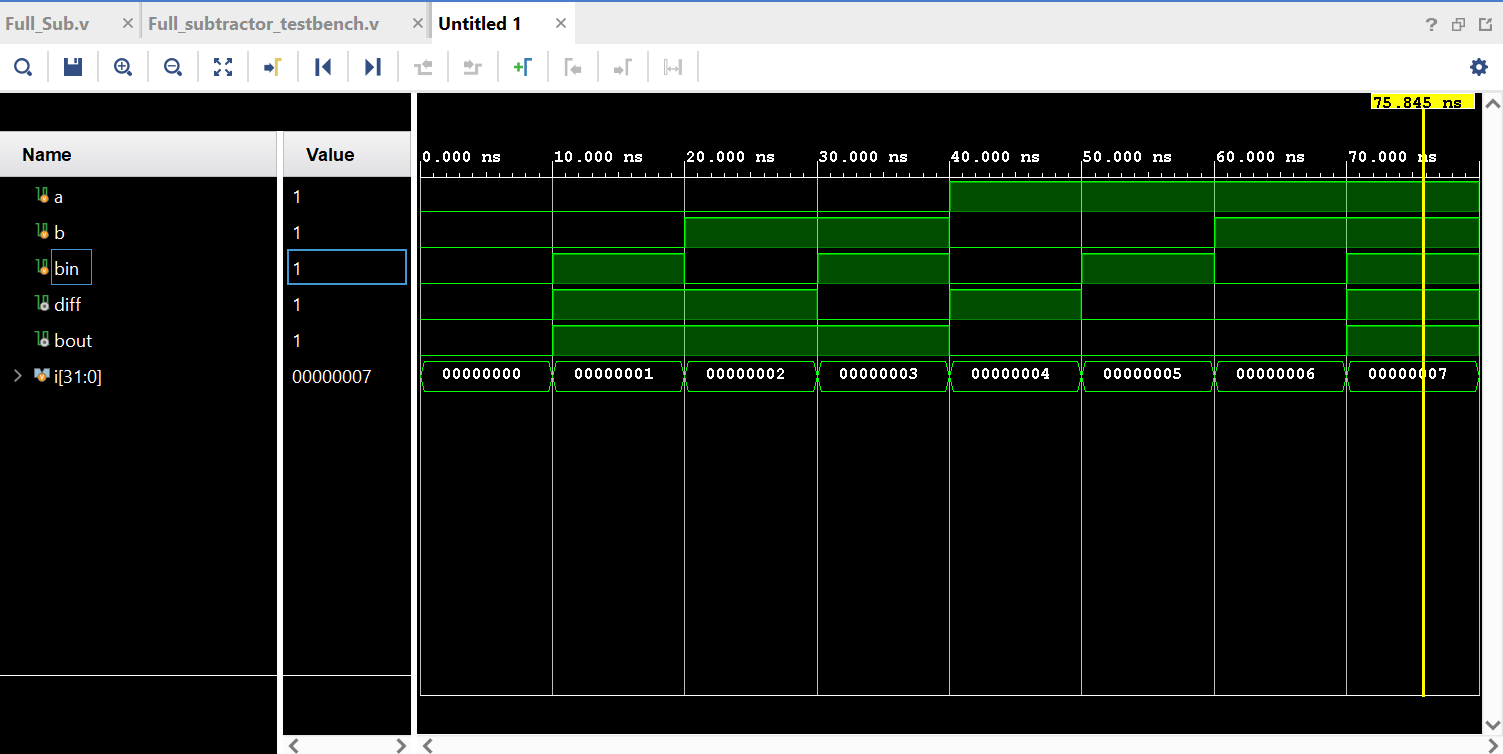 Full_Sub.v × Full_subtractor_testbench.v × Untitled 1 × ?
75.845 ns
Name Value
0.000 ns 10.000 ns 20.000 ns 30.000 ns 40.000 ns 50.000 ns 60.000 ns 70.000 ns
a 1
b 1
bin 1
diff 1
bout 1
i[31:0] 00000007 00000000 00000001 00000002 00000003 00000004 00000005 00000006 00000007